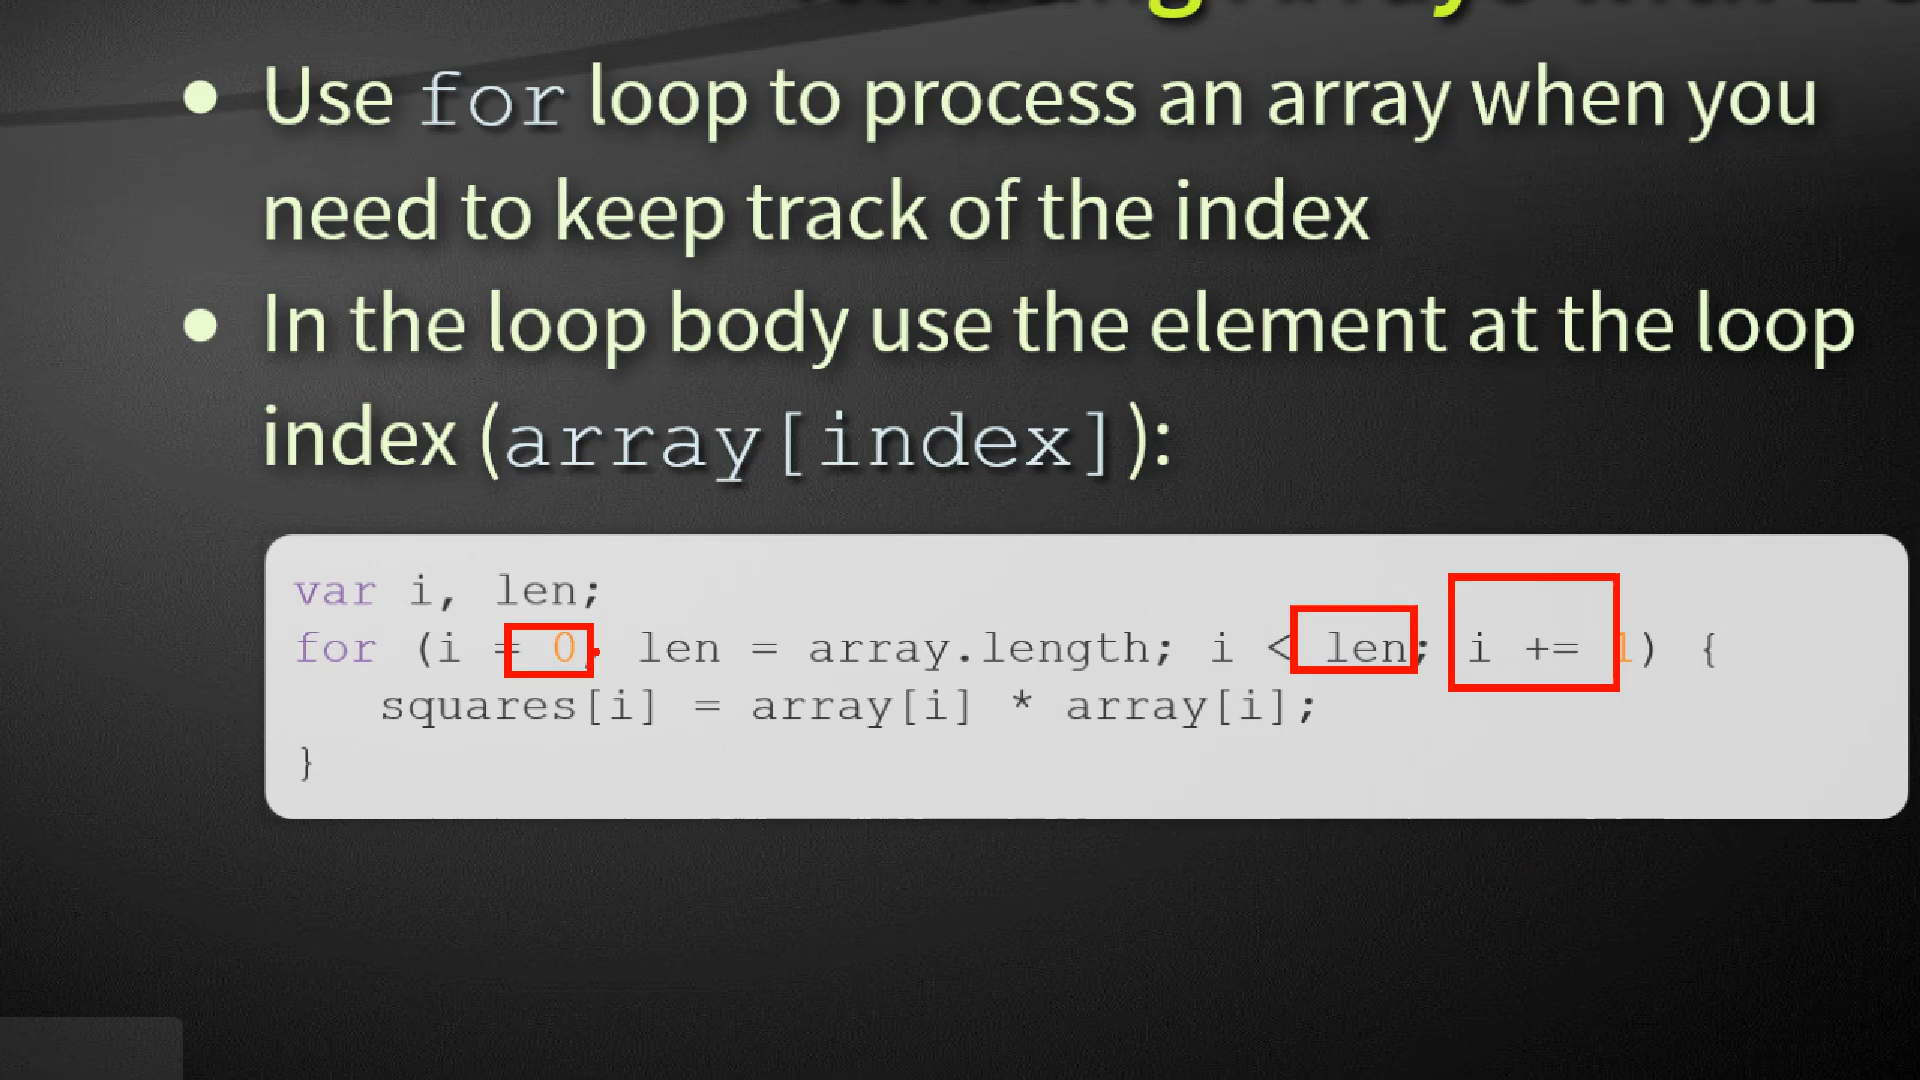 Use for loop to process an array when you
need to keep track of the index
In the loop body use the element at the loop
index (array[index]):
var i, len;
for (i = 0, len = array.length; i < len; i += 1) {
squares[i] = array[i] * array[i];
}